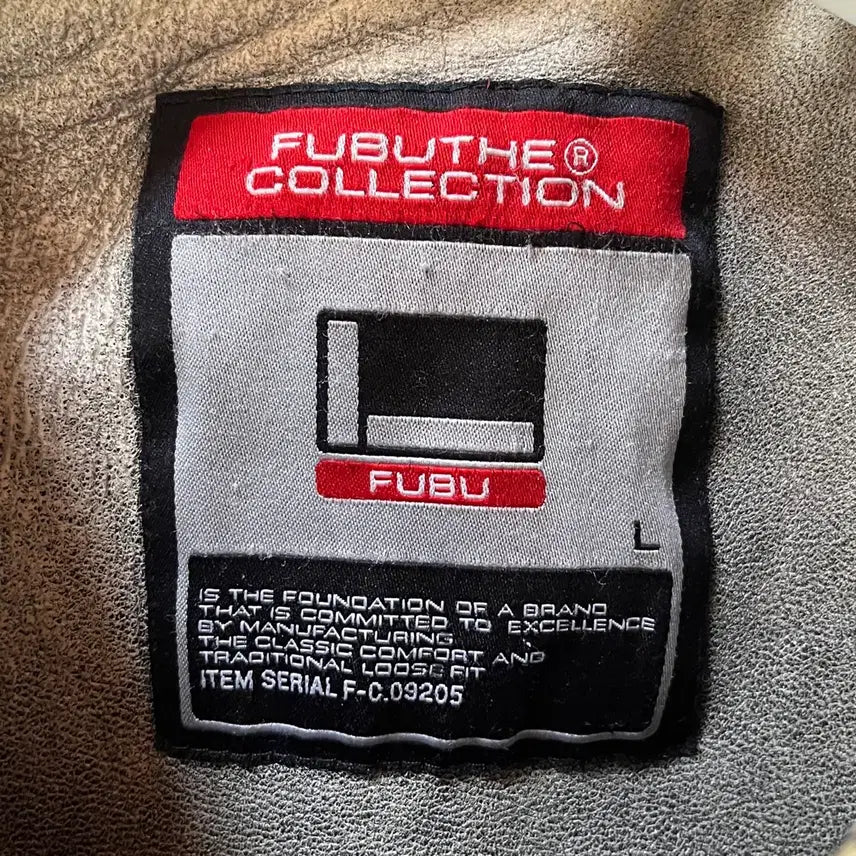 FUBUTHE®
COLLECTION
FUBU
L
IS THE FOUNDATION OF A BRAND
THAT IS COMMITTED TO EXCELLENCE
BY MANUFACTURING
THE CLASSIC COMFORT AND
TRADITIONAL LOOSE FIT
ITEM SERIAL F-C.09205